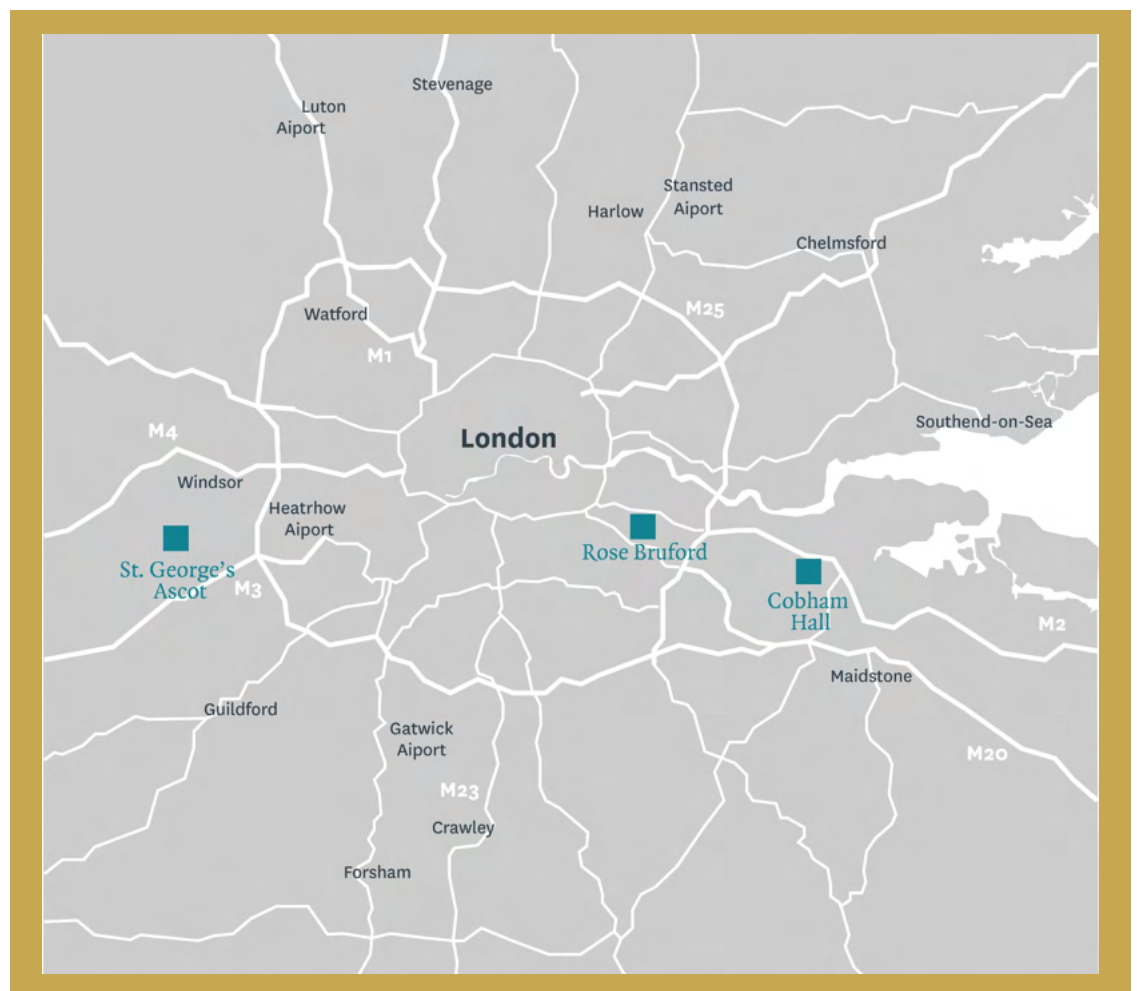 Stevenage
Luton
Aiport
Stansted
Aiport
Harlow
Chelmsford
M25
Watford
M1
Southend-on-Sea
M4
London
Windsor
Heatrhow
Aiport
Rose Bruford
St. George's
Ascot
M3
Cobham
Hall
M2
Maidstone
Guildford
Gatwick
Aiport
M20
M23
Crawley
Forsham